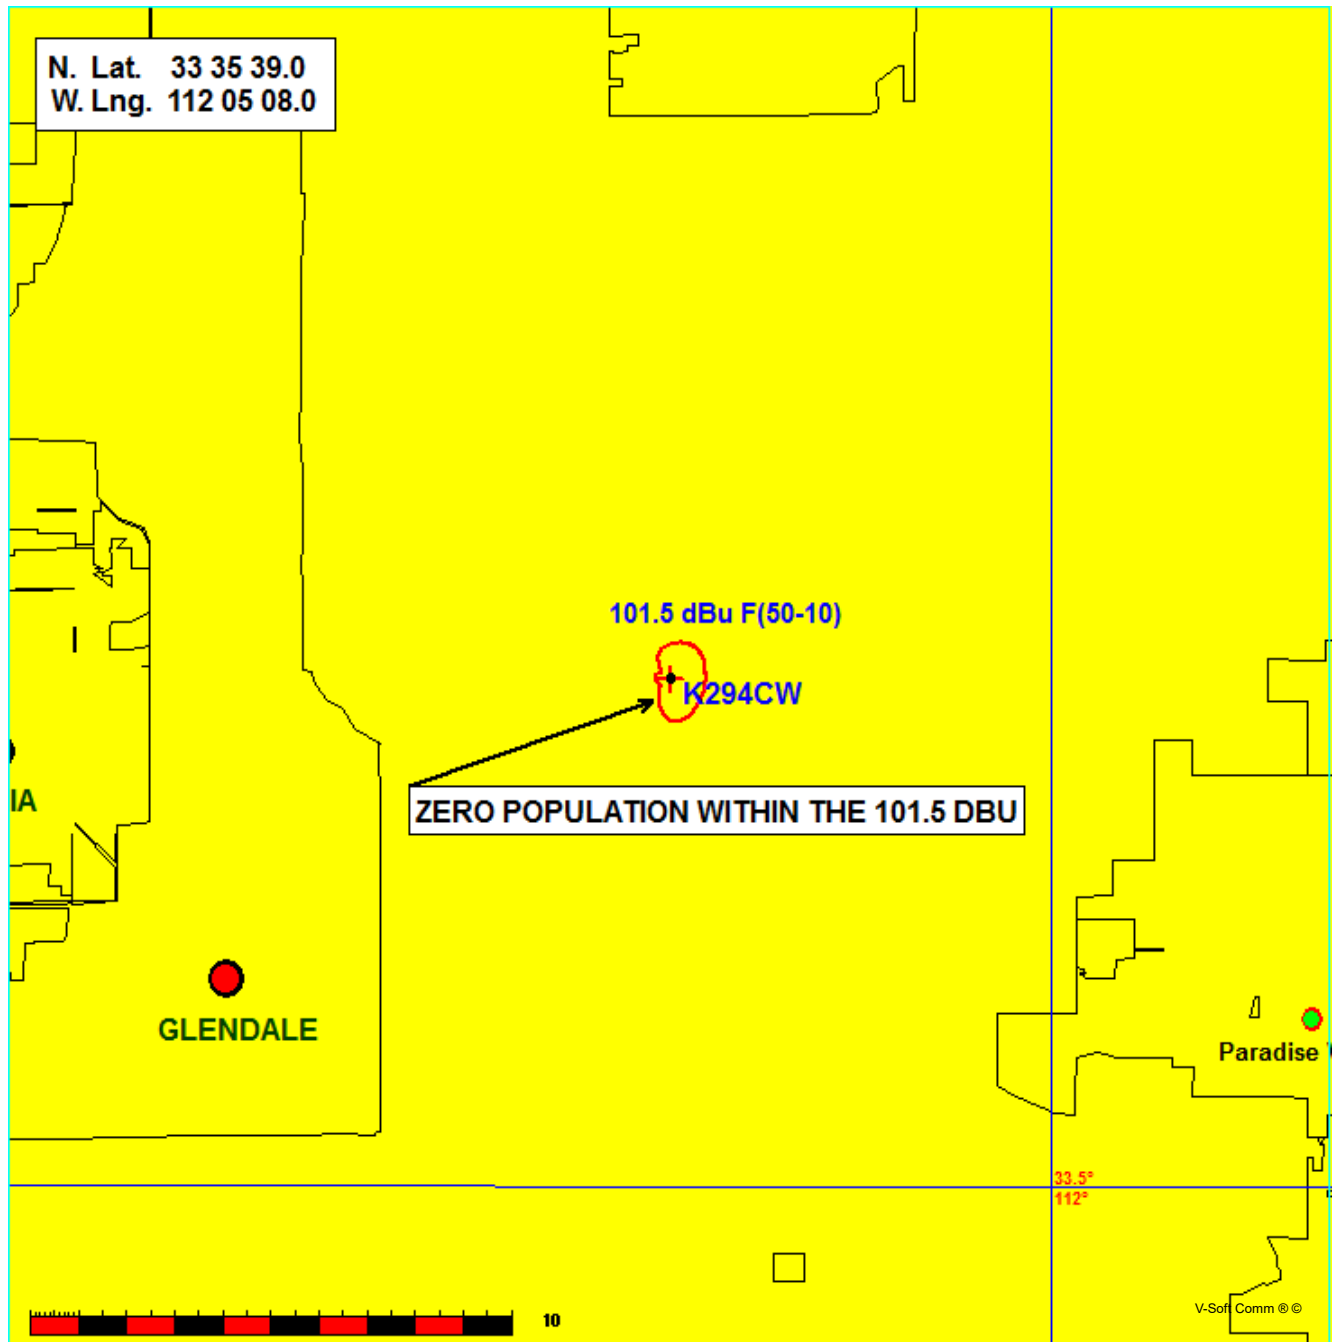 N. Lat. 33 35 39.0
W. Lng. 112 05 08.0
101.5 dBu F(50-10)
K294CW
IA
ZERO POPULATION WITHIN THE 101.5 DBU
GLENDALE
Paradise
33.5°
112°
10
V-Soft Comm ® ©